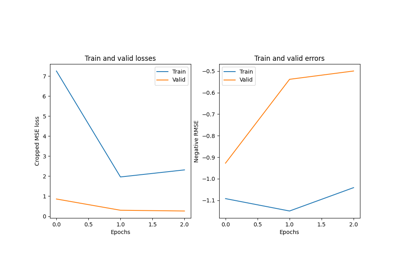 Train and valid losses
Train
Valid
Cropped MSE loss
7
6
5
4
3
2
1
0
0.0
0.5
1.0
1.5
2.0
Epochs
Train and valid errors
Train
Valid
Negative RMSE
−0.5
−0.6
−0.7
−0.8
−0.9
−1.0
−1.1
0.0
0.5
1.0
1.5
2.0
Epochs